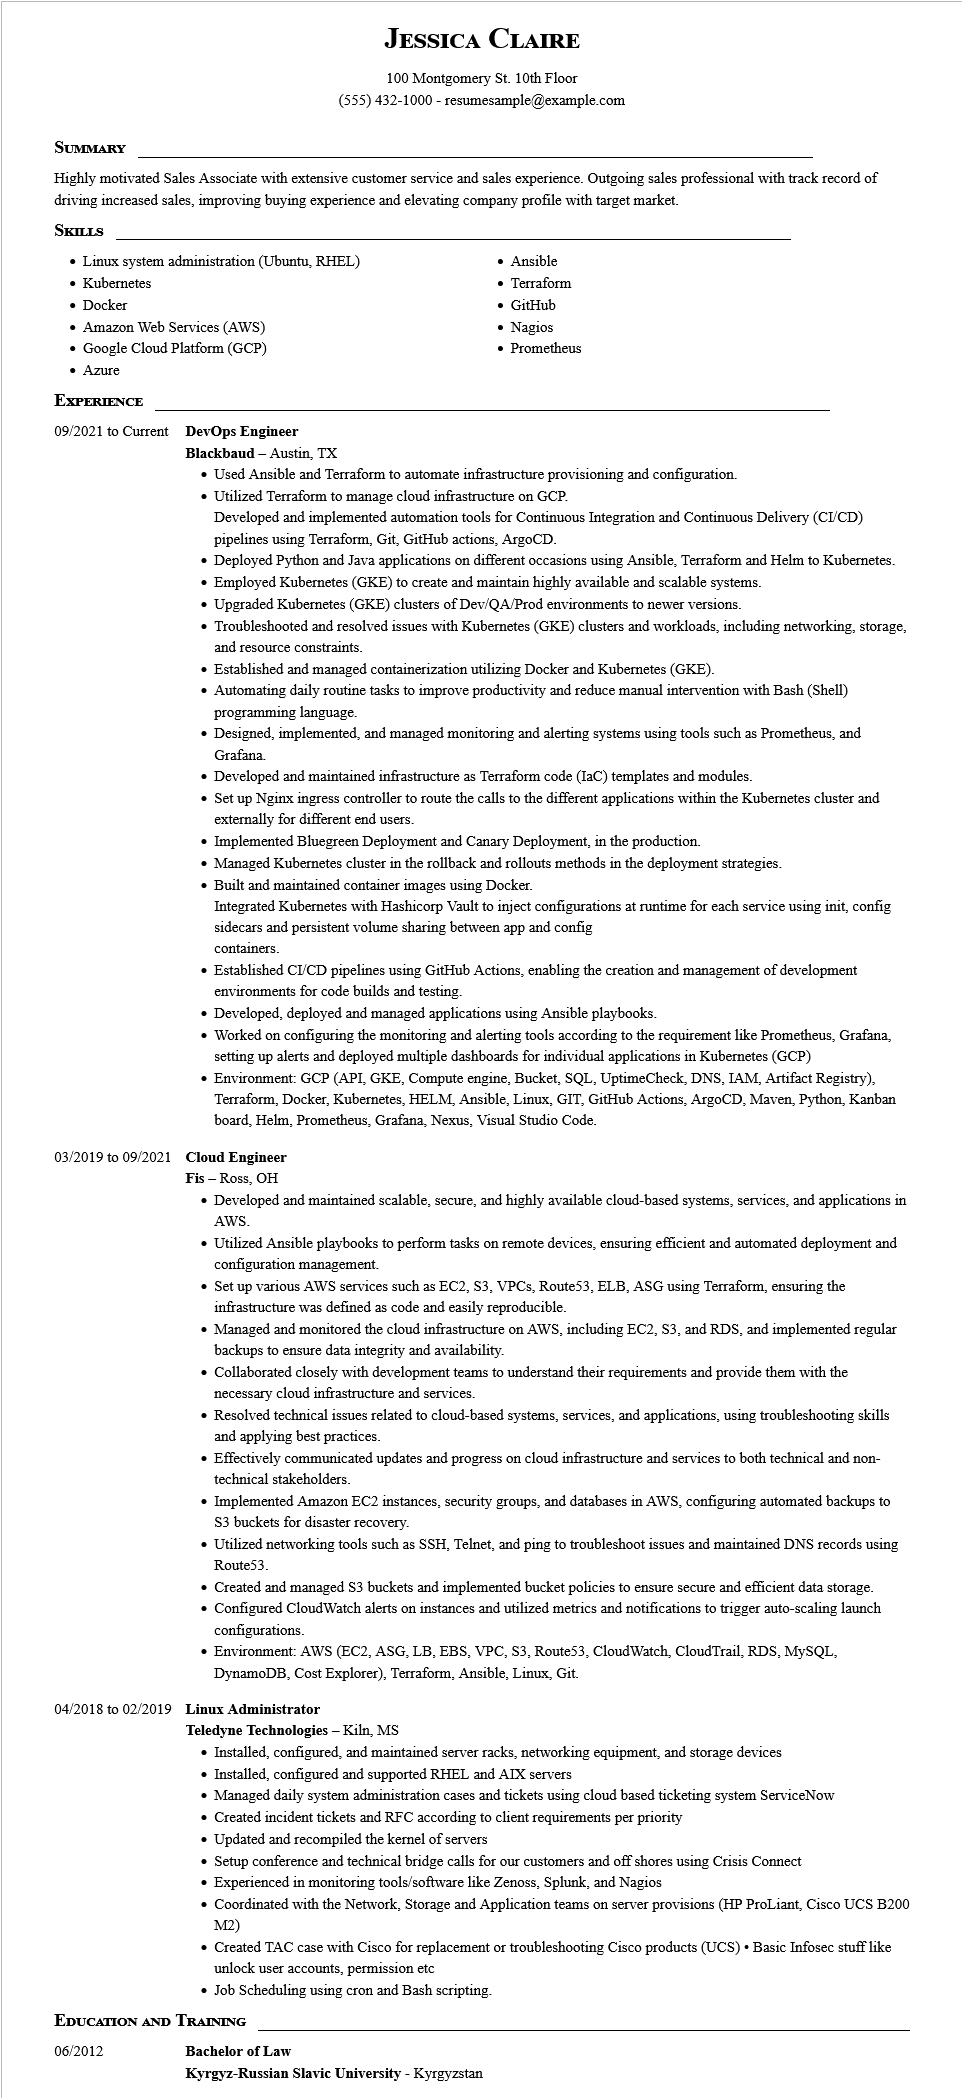 Jessica Claire
100 Montgomery St. 10th Floor
(555) 432-1000 - resumesample@example.com
Summary
Highly motivated Sales Associate with extensive customer service and sales experience. Outgoing sales professional with track record of
driving increased sales, improving buying experience and elevating company profile with target market.
Skills
• Linux system administration (Ubuntu, RHEL)
• Kubernetes
• Docker
• Amazon Web Services (AWS)
• Google Cloud Platform (GCP)
• Azure
• Ansible
• Terraform
• GitHub
• Nagios
• Prometheus
Experience
09/2021 to Current DevOps Engineer
Blackbaud – Austin, TX
• Used Ansible and Terraform to automate infrastructure provisioning and configuration.
• Utilized Terraform to manage cloud infrastructure on GCP.
Developed and implemented automation tools for Continuous Integration and Continuous Delivery (CI/CD)
pipelines using Terraform, Git, GitHub actions, ArgoCD.
• Deployed Python and Java applications on different occasions using Ansible, Terraform and Helm to Kubernetes.
• Employed Kubernetes (GKE) to create and maintain highly available and scalable systems.
• Upgraded Kubernetes (GKE) clusters of Dev/QA/Prod environments to newer versions.
• Troubleshooted and resolved issues with Kubernetes (GKE) clusters and workloads, including networking, storage,
and resource constraints.
• Established and managed containerization utilizing Docker and Kubernetes (GKE).
• Automating daily routine tasks to improve productivity and reduce manual intervention with Bash (Shell)
programming language.
• Designed, implemented, and managed monitoring and alerting systems using tools such as Prometheus, and
Grafana.
• Developed and maintained infrastructure as Terraform code (IaC) templates and modules.
• Set up Nginx ingress controller to route the calls to the different applications within the Kubernetes cluster and
externally for different end users.
• Implemented Bluegreen Deployment and Canary Deployment, in the production.
• Managed Kubernetes cluster in the rollback and rollouts methods in the deployment strategies.
• Built and maintained container images using Docker.
Integrated Kubernetes with Hashicorp Vault to inject configurations at runtime for each service using init, config
sidecars and persistent volume sharing between app and config
containers.
• Established CI/CD pipelines using GitHub Actions, enabling the creation and management of development
environments for code builds and testing.
• Developed, deployed and managed applications using Ansible playbooks.
• Worked on configuring the monitoring and alerting tools according to the requirement like Prometheus, Grafana,
setting up alerts and deployed multiple dashboards for individual applications in Kubernetes (GCP)
• Environment: GCP (API, GKE, Compute engine, Bucket, SQL, UptimeCheck, DNS, IAM, Artifact Registry),
Terraform, Docker, Kubernetes, HELM, Ansible, Linux, GIT, GitHub Actions, ArgoCD, Maven, Python, Kanban
board, Helm, Prometheus, Grafana, Nexus, Visual Studio Code.
03/2019 to 09/2021 Cloud Engineer
Fis – Ross, OH
• Developed and maintained scalable, secure, and highly available cloud-based systems, services, and applications in
AWS.
• Utilized Ansible playbooks to perform tasks on remote devices, ensuring efficient and automated deployment and
configuration management.
• Set up various AWS services such as EC2, S3, VPCs, Route53, ELB, ASG using Terraform, ensuring the
infrastructure was defined as code and easily reproducible.
• Managed and monitored the cloud infrastructure on AWS, including EC2, S3, and RDS, and implemented regular
backups to ensure data integrity and availability.
• Collaborated closely with development teams to understand their requirements and provide them with the
necessary cloud infrastructure and services.
• Resolved technical issues related to cloud-based systems, services, and applications, using troubleshooting skills
and applying best practices.
• Effectively communicated updates and progress on cloud infrastructure and services to both technical and non-
technical stakeholders.
• Implemented Amazon EC2 instances, security groups, and databases in AWS, configuring automated backups to
S3 buckets for disaster recovery.
• Utilized networking tools such as SSH, Telnet, and ping to troubleshoot issues and maintained DNS records using
Route53.
• Created and managed S3 buckets and implemented bucket policies to ensure secure and efficient data storage.
• Configured CloudWatch alerts on instances and utilized metrics and notifications to trigger auto-scaling launch
configurations.
• Environment: AWS (EC2, ASG, LB, EBS, VPC, S3, Route53, CloudWatch, CloudTrail, RDS, MySQL,
DynamoDB, Cost Explorer), Terraform, Ansible, Linux, Git.
04/2018 to 02/2019 Linux Administrator
Teledyne Technologies – Kiln, MS
• Installed, configured, and maintained server racks, networking equipment, and storage devices
• Installed, configured and supported RHEL and AIX servers
• Managed daily system administration cases and tickets using cloud based ticketing system ServiceNow
• Created incident tickets and RFC according to client requirements per priority
• Updated and recompiled the kernel of servers
• Setup conference and technical bridge calls for our customers and off shores using Crisis Connect
• Experienced in monitoring tools/software like Zenoss, Splunk, and Nagios
• Coordinated with the Network, Storage and Application teams on server provisions (HP ProLiant, Cisco UCS B200
M2)
• Created TAC case with Cisco for replacement or troubleshooting Cisco products (UCS) • Basic Infosec stuff like
unlock user accounts, permission etc
• Job Scheduling using cron and Bash scripting.
Education and Training
06/2012 Bachelor of Law
Kyrgyz-Russian Slavic University - Kyrgyzstan